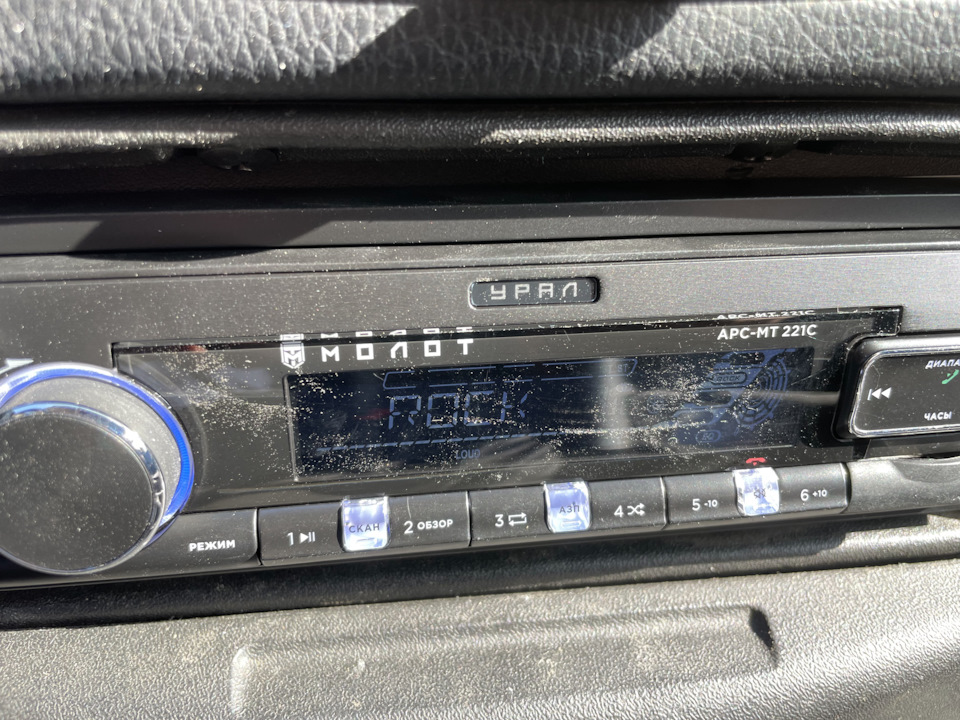 УРАЛ
МОЛОТ
АРС-МТ 221С
ROCK
LOUD
ЧАСЫ
РЕЖИМ
1
СКАН
2 ОБЗОР
3
АЗП
4
5 -10
6 +10